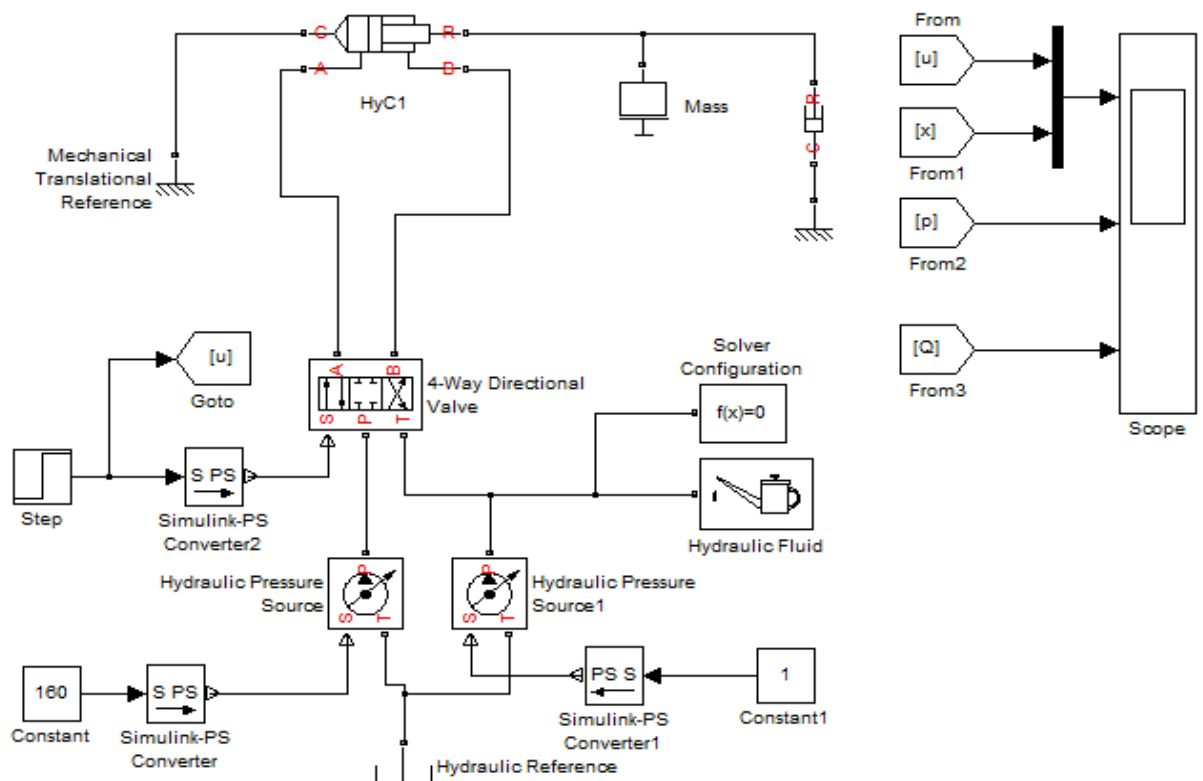 From
[u]
C
R
A
B
HyC1
Mass
R
C
[x]
From1
Mechanical
Translational
Reference
[p]
From2
[u]
Goto
A
B
S
P
T
4-Way Directional
Valve
Solver
Configuration
f(x)=0
[Q]
From3
Scope
Step
S PS
Simulink-PS
Converter2
Hydraulic Fluid
Hydraulic Pressure
Source
P
S
T
P
S
T
Hydraulic Pressure
Source1
160
Constant
S PS
Simulink-PS
Converter
PS S
Simulink-PS
Converter1
1
Constant1
Hydraulic Reference